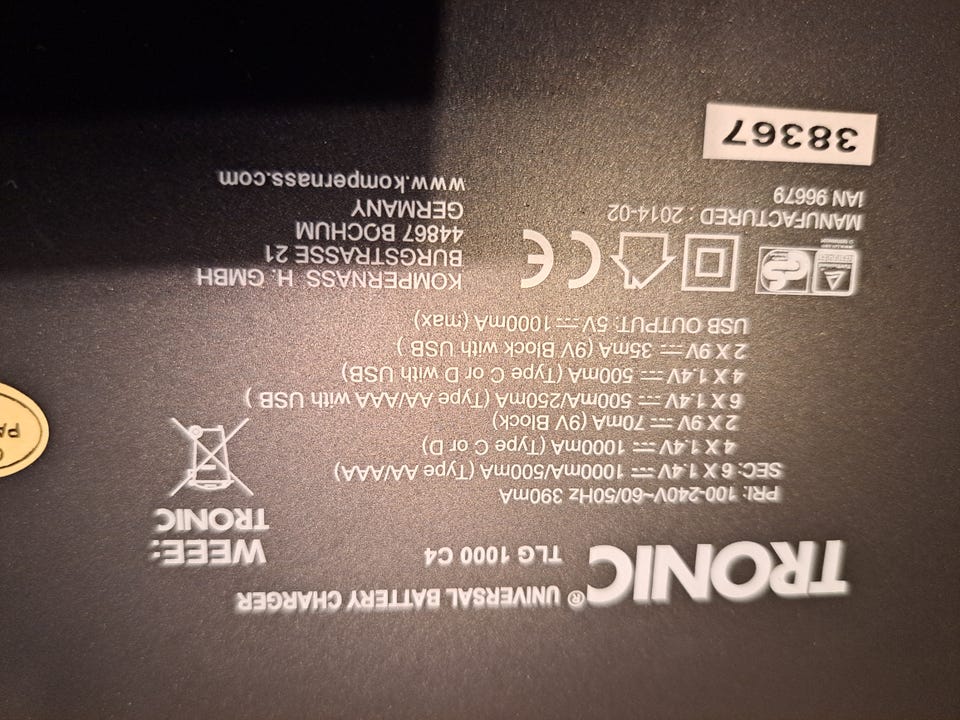 TRONIC® UNIVERSAL BATTERY CHARGER
TLG 1000 C4
WEEE:
TRONIC
PRI: 100-240V~60/50Hz 390mA
SEC: 6 X 1.4V 1000mA/500mA (Type AA/AAA)
4 X 1.4V 1000mA (Type C or D)
2 X 9V 70mA (9V Block)
6 X 1.4V 500mA/250mA (Type AA/AAA with USB )
4 X 1.4V 500mA (Type C or D with USB)
2 X 9V 35mA (9V Block with USB )
USB OUTPUT: 5V 1000mA (max)
CE
KOMPERNASS H. GMBH
BURGSTRASSE 21
44867 BOCHUM
GERMANY
www.kompernass.com
MANUFACTURED : 2014-02
IAN 96679
38367